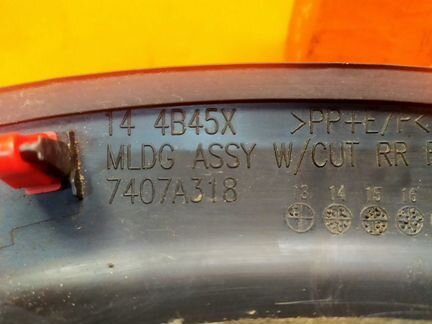 14 4B45X >PP+E/P<
MLDG ASSY W/CUT RR
7407A318
13 14 15 16